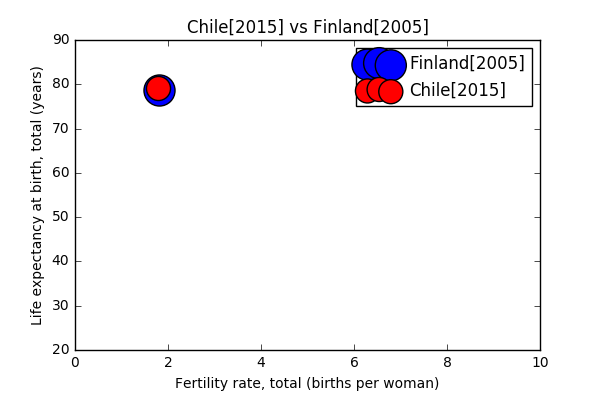 Chile[2015] vs Finland[2005]
90
80
70
60
50
40
30
20
Life expectancy at birth, total (years)
Finland[2005]
Chile[2015]
0 2 4 6 8 10
Fertility rate, total (births per woman)